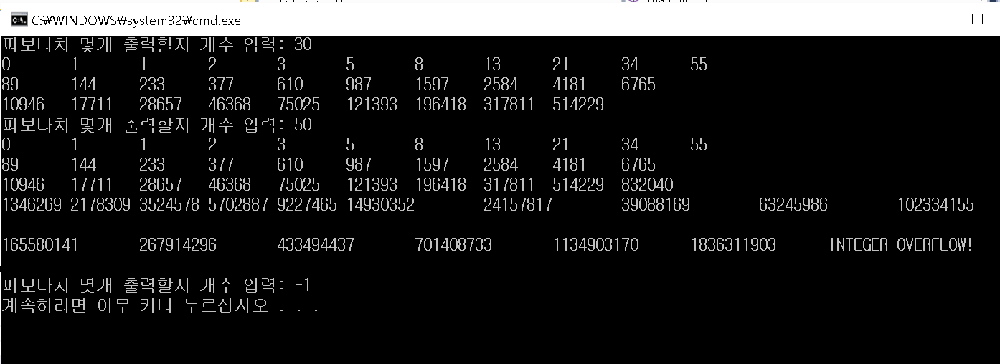 C:₩WINDOWS₩system32₩cmd.exe
피보나치 몇개 출력할지 개수 입력: 30
0 1 1 2 3 5 8 13 21 34 55
89 144 233 377 610 987 1597 2584 4181 6765
10946 17711 28657 46368 75025 121393 196418 317811 514229
피보나치 몇개 출력할지 개수 입력: 50
0 1 1 2 3 5 8 13 21 34 55
89 144 233 377 610 987 1597 2584 4181 6765
10946 17711 28657 46368 75025 121393 196418 317811 514229 832040
1346269 2178309 3524578 5702887 9227465 14930352 24157817 39088169 63245986 102334155
165580141 267914296 433494437 701408733 1134903170 1836311903 INTEGER OVERFLOW!
피보나치 몇개 출력할지 개수 입력: -1
계속하려면 아무 키나 누르십시오 . . .